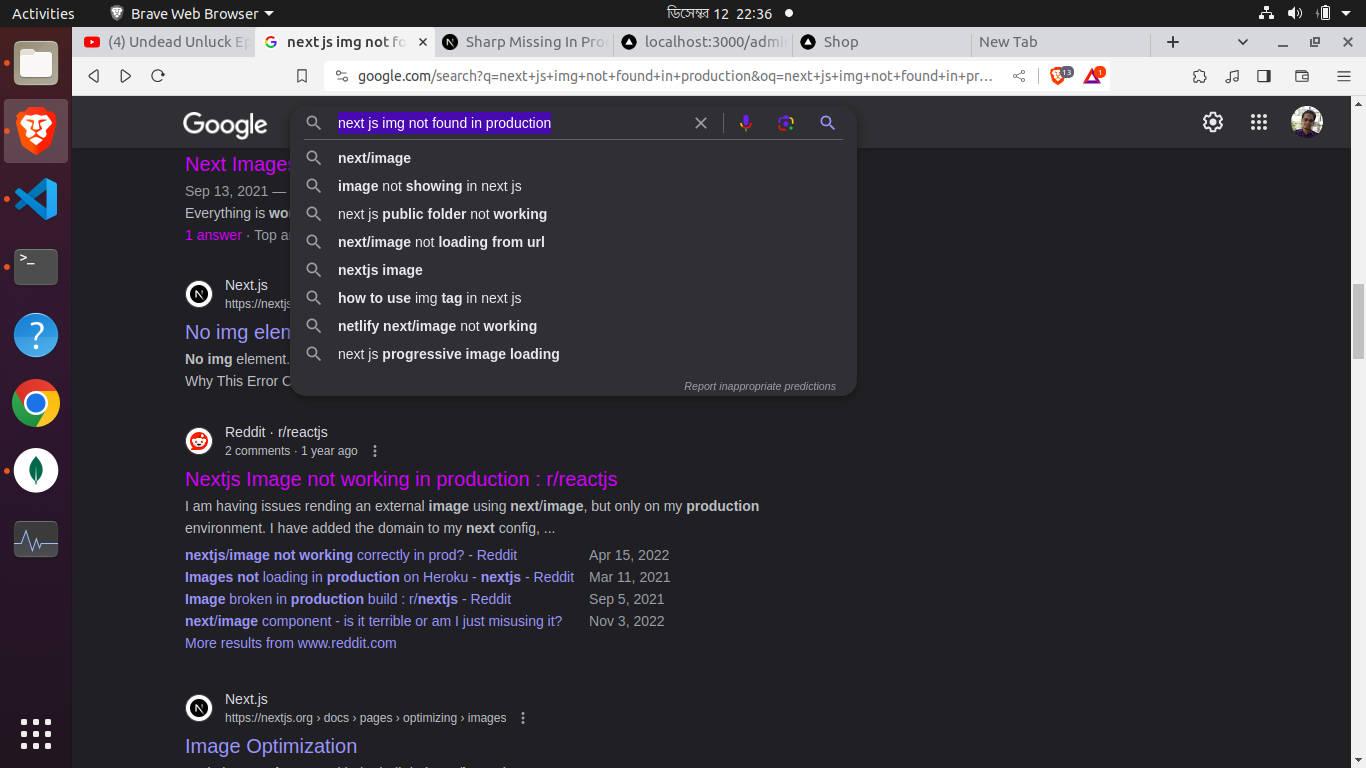 Activities
Brave Web Browser
ডিসেম্বর 12 22:36
(4) Undead Unluck Ep
next js img not fo
Sharp Missing In Pro
localhost:3000/admi
Shop
New Tab
google.com/search?q=next+js+img+not+found+in+production&oq=next+js+img+not+found+in+pr...
13
1
Google
next js img not found in production
next/image
image not showing in next js
next js public folder not working
next/image not loading from url
nextjs image
how to use img tag in next js
netlify next/image not working
next js progressive image loading
Report inappropriate predictions
Next Images
Sep 13, 2021 —
Everything is wo
1 answer · Top a
Next.js
https://nextjs
No img elen
No img element.
Why This Error O
Reddit · r/reactjs
2 comments · 1 year ago
Nextjs Image not working in production : r/reactjs
I am having issues rending an external image using next/image, but only on my production
environment. I have added the domain to my next config, ...
nextjs/image not working correctly in prod? - Reddit Apr 15, 2022
Images not loading in production on Heroku - nextjs - Reddit Mar 11, 2021
Image broken in production build : r/nextjs - Reddit Sep 5, 2021
next/image component - is it terrible or am I just misusing it? Nov 3, 2022
More results from www.reddit.com
Next.js
https://nextjs.org › docs › pages › optimizing › images
Image Optimization